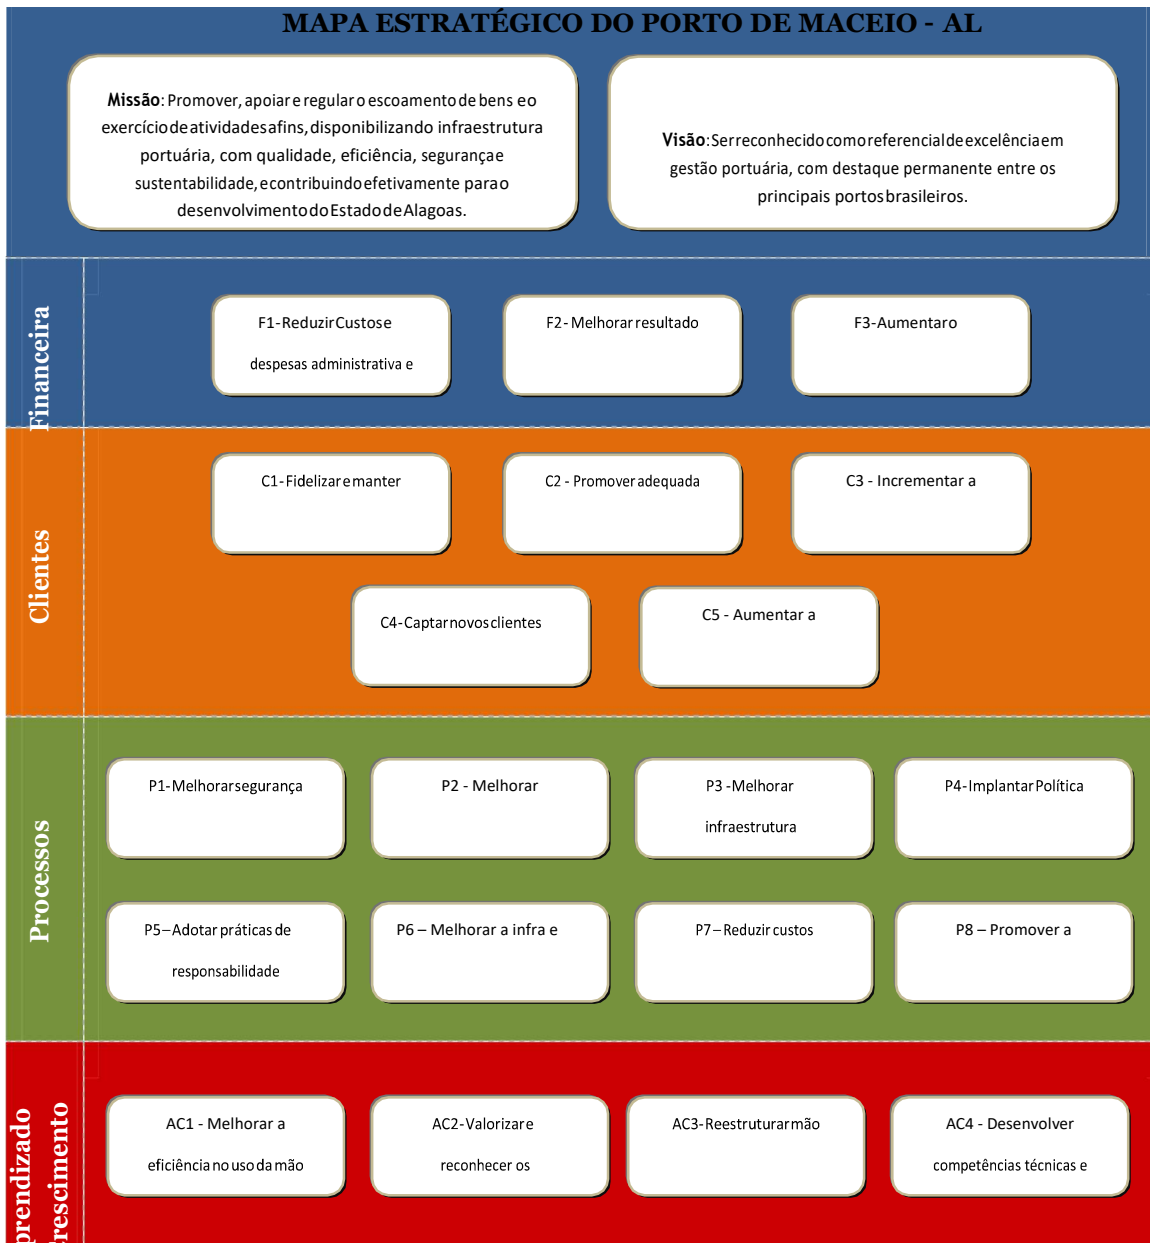 MAPA ESTRATÉGICO DO PORTO DE MACEIO - AL
Missão: Promover, apoiar e regular o escoamento de bens e o
exercício de atividades afins, disponibilizando infraestrutura
portuária, com qualidade, eficiência, segurança e
sustentabilidade, e contribuindo efetivamente para o
desenvolvimento do Estado de Alagoas.
Visão: Ser reconhecido como referencial de excelência em
gestão portuária, com destaque permanente entre os
principais portos brasileiros.
Financeira
F1- Reduzir Custos e
despesas administrativa e
F2- Melhorar resultado
F3-Aumentar o
Clientes
C1- Fidelizar e manter
C2 - Promover adequada
C3 - Incrementar a
C4- Captar novos clientes
C5 - Aumentar a
Processos
P1- Melhorar segurança
P2 - Melhorar
P3 -Melhorar
infraestrutura
P4- Implantar Política
P5 – Adotar práticas de
responsabilidade
P6 – Melhorar a infra e
P7 – Reduzir custos
P8 – Promover a
prendizado
rescimento
AC1 - Melhorar a
eficiência no uso da mão
AC2- Valorizar e
reconhecer os
AC3- Reestruturar mão
AC4 - Desenvolver
competências técnicas e